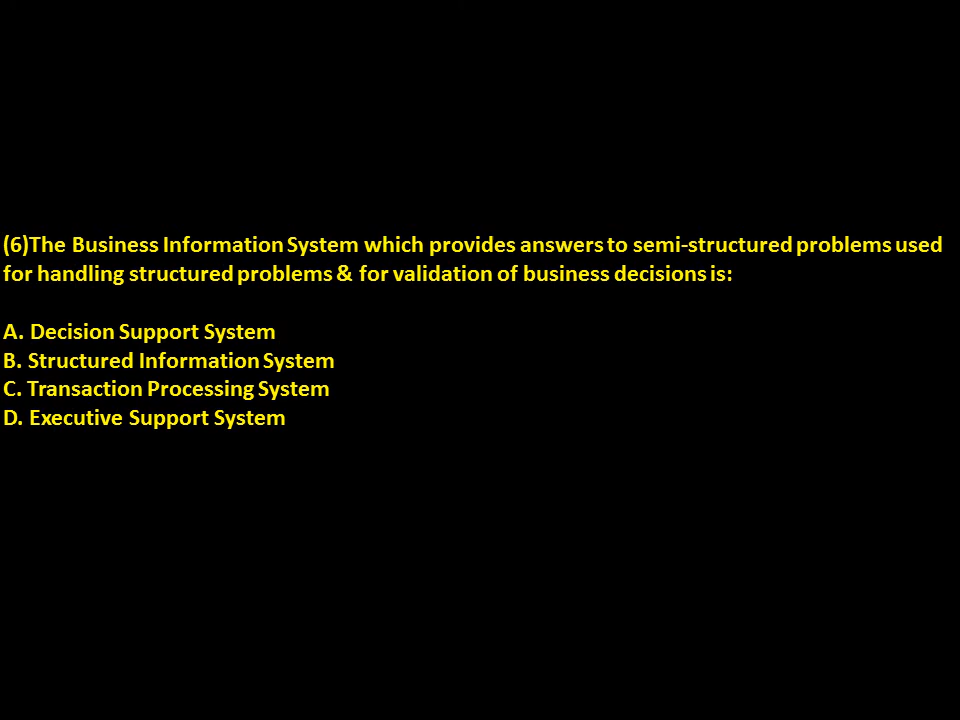 (6)The Business Information System which provides answers to semi-structured problems used
for handling structured problems & for validation of business decisions is:
A. Decision Support System
B. Structured Information System
C. Transaction Processing System
D. Executive Support System